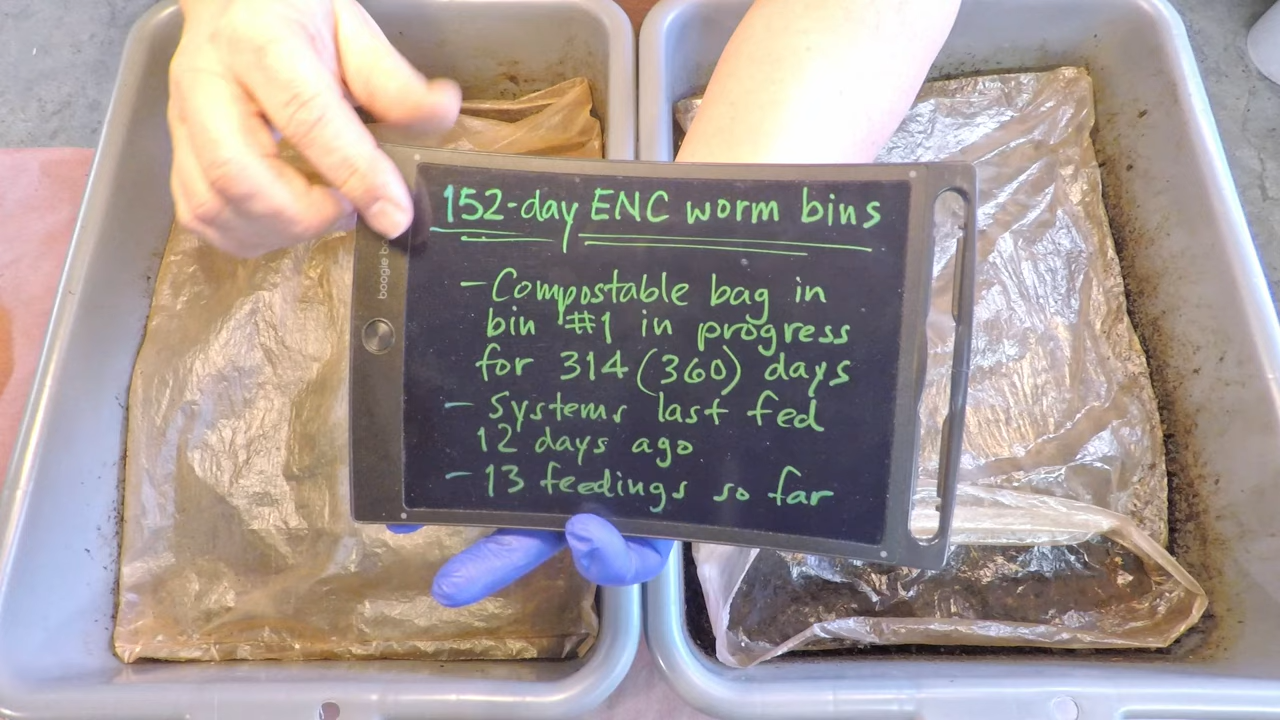 152-day ENC worm bins
- Compostable bag in
bin #1 in progress
for 314 (360) days
- Systems last fed
12 days ago
- 13 feedings so far
boogie